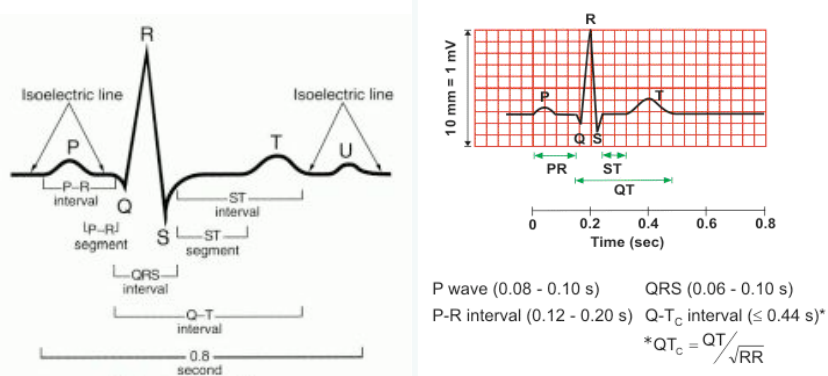 R
Isoelectric line
Isoelectric line
P
T
U
P–R
interval
Q
ST
interval
P–R
segment
S
ST
segment
QRS
interval
Q–T
interval
0.8
second
R
10 mm = 1 mV
P
T
Q
S
PR
ST
QT
0 0.2 0.4 0.6 0.8
Time (sec)
P wave (0.08 - 0.10 s)
QRS (0.06 - 0.10 s)
P-R interval (0.12 - 0.20 s)
Q-TC interval (≤ 0.44 s)*
*QTC = QT/√RR